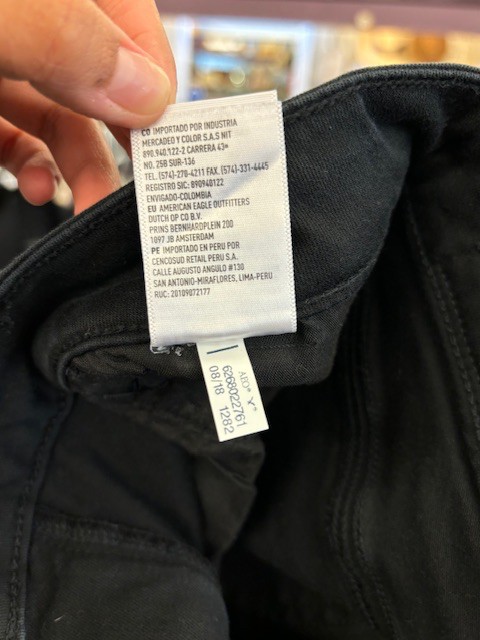 CO IMPORTADO POR INDUSTRIA
MERCADEO Y COLOR S.A.S NIT
890.940.122-2 CARRERA 43ª
NO. 25B SUR-136
TEL. (574)-270-4211 FAX. (574)-331-4445
REGISTRO SIC: 890940122
ENVIGADO-COLOMBIA
EU AMERICAN EAGLE OUTFITTERS
DUTCH OP CO B.V.
PRINS BERNHARDPLEIN 200
1097 JB AMSTERDAM
PE IMPORTADO EN PERU POR
CENCOSUD RETAIL PERU S.A.
CALLE AUGUSTO ANGULO #130
SAN ANTONIO-MIRAFLORES, LIMA-PERU
RUC: 20109072177
AEO® Y®
6268022761
08/18 1282